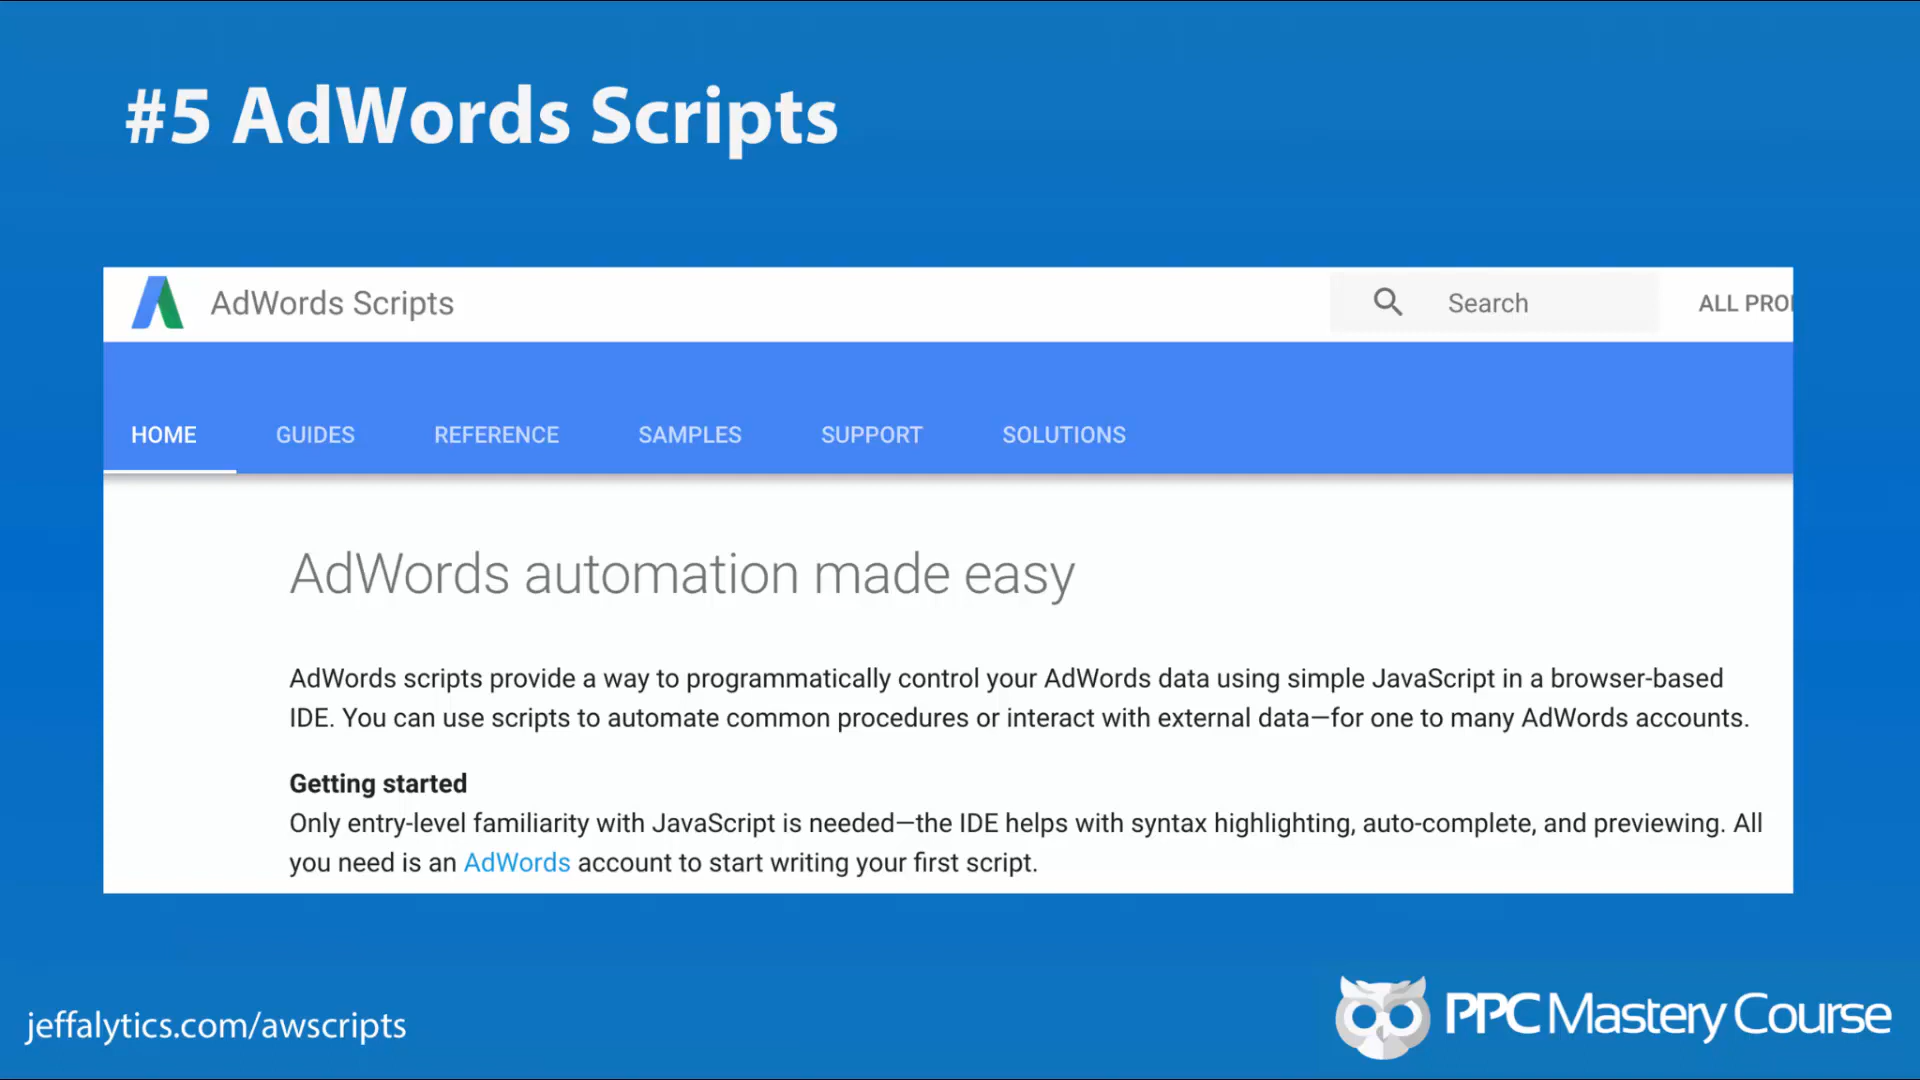 #5 AdWords Scripts
AdWords Scripts
Search
ALL PRO
HOME GUIDES REFERENCE SAMPLES SUPPORT SOLUTIONS
AdWords automation made easy
AdWords scripts provide a way to programmatically control your AdWords data using simple JavaScript in a browser-based
IDE. You can use scripts to automate common procedures or interact with external data—for one to many AdWords accounts.
Getting started
Only entry-level familiarity with JavaScript is needed—the IDE helps with syntax highlighting, auto-complete, and previewing. All
you need is an AdWords account to start writing your first script.
jeffalytics.com/awscripts
PPC Mastery Course